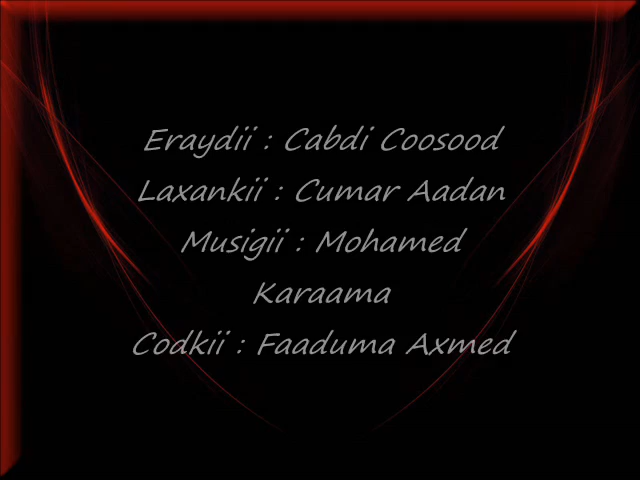 Eraydii : Cabdi Coosood
Laxankii : Cumar Aadan
Musigii : Mohamed
Karaama
Codkii : Faaduma Axmed